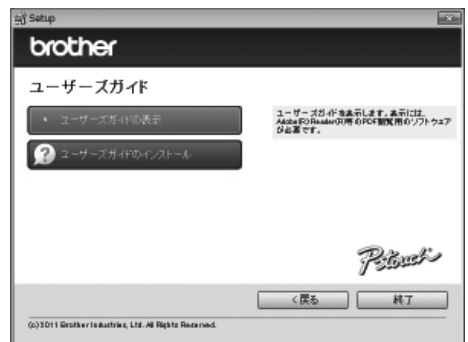 Setup
brother
ユーザーズガイド
ユーザーズガイドの表示
ユーザーズガイドを表示します。表示には、
Adobe(R)Reader(R)等のPDF閲覧用のソフトウェア
が必要です。
ユーザーズガイドのインストール
P-touch
<戻る
終了
(c)2011 Brother Industries, Ltd. All Rights Reserved.